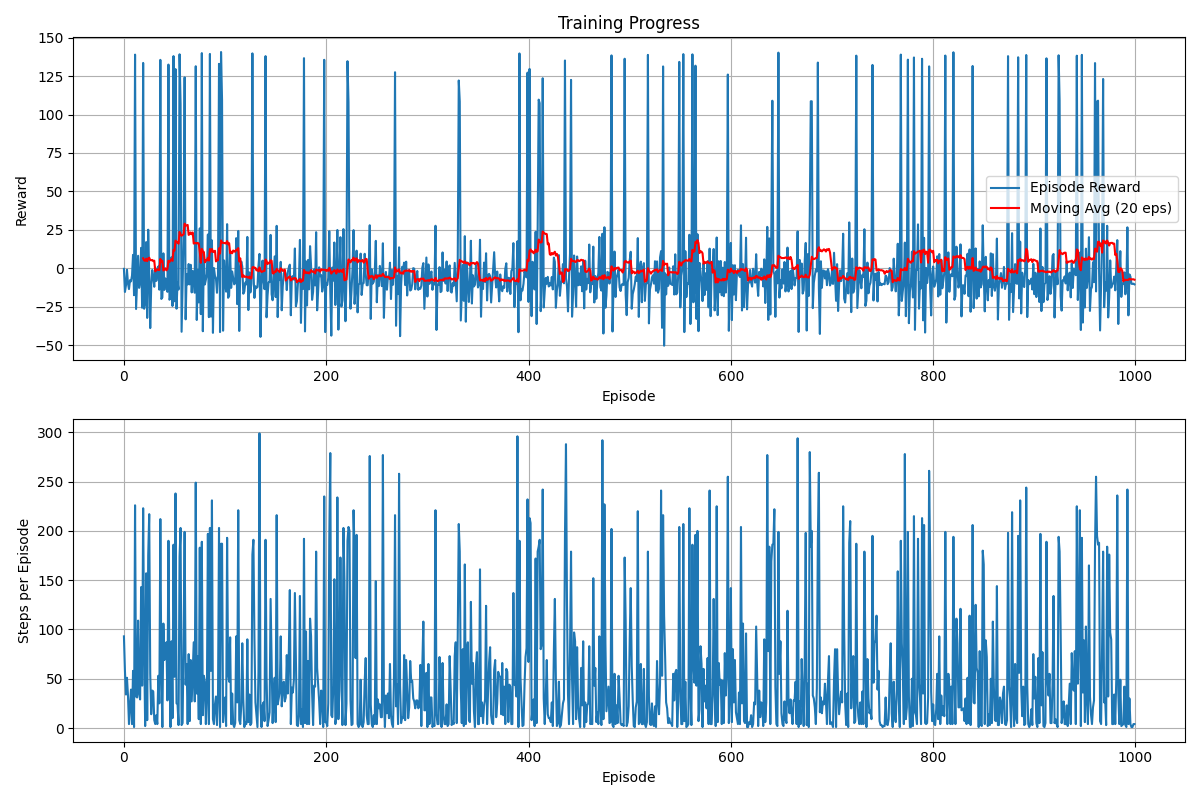 Training Progress
150
125
100
75
50
25
0
−25
−50
Reward
Episode Reward
Moving Avg (20 eps)
0 200 400 600 800 1000
Episode
300
250
200
150
100
50
0
Steps per Episode
0 200 400 600 800 1000
Episode